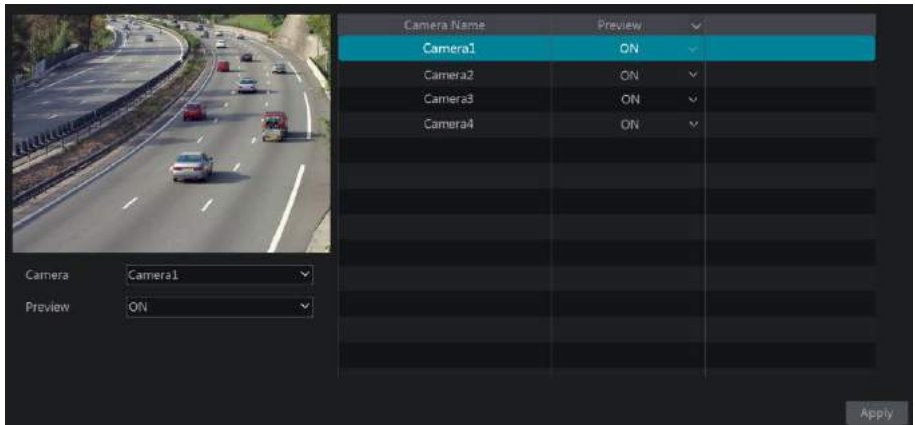 Camera Name Preview
Camera1 ON
Camera2 ON
Camera3 ON
Camera4 ON
Camera Camera1
Preview ON
Apply